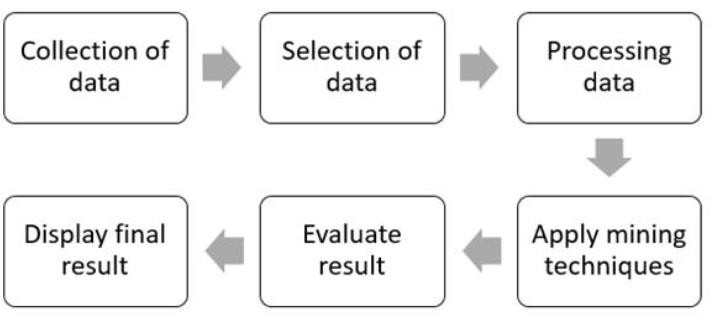 Collection of
data
Selection of
data
Processing
data
Apply mining
techniques
Evaluate
result
Display final
result